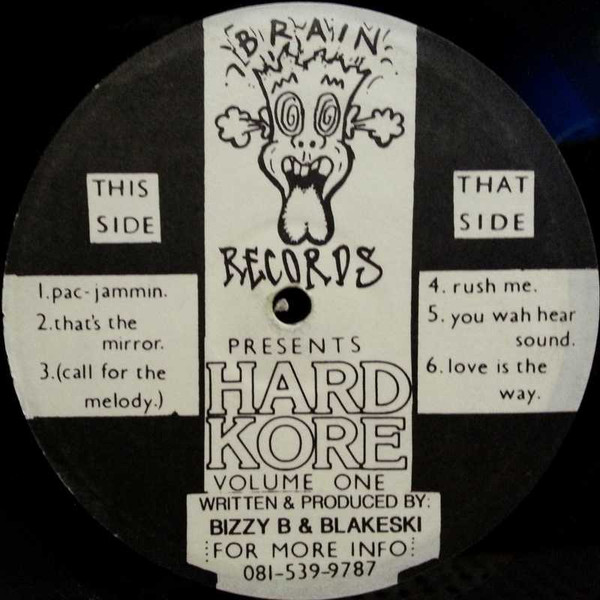 BRAIN
RECORDS
THIS
SIDE
1.pac-jammin.
2.that's the
mirror.
3.(call for the
melody.)
THAT
SIDE
4. rush me.
5. you wah hear
sound.
6.love is the
way.
PRESENTS
HARD
KORE
VOLUME ONE
WRITTEN & PRODUCED BY:
BIZZY B & BLAKESKI
FOR MORE INFO:
081-539-9787